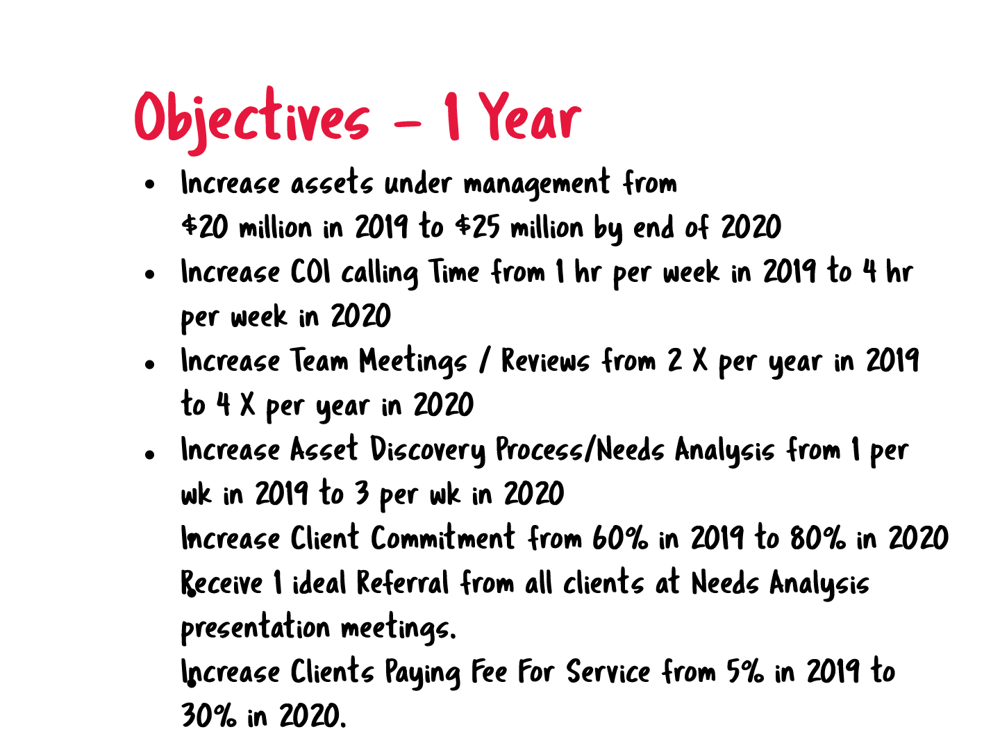 Objectives - 1 Year
• Increase assets under management from
$20 million in 2019 to $25 million by end of 2020
• Increase COI calling Time from 1 hr per week in 2019 to 4 hr
per week in 2020
• Increase Team Meetings / Reviews from 2 X per year in 2019
to 4 X per year in 2020
• Increase Asset Discovery Process/Needs Analysis from 1 per
wk in 2019 to 3 per wk in 2020
• Increase Client Commitment from 60% in 2019 to 80% in 2020
• Receive 1 ideal Referral from all clients at Needs Analysis
presentation meetings.
• Increase Clients Paying Fee For Service from 5% in 2019 to
30% in 2020.